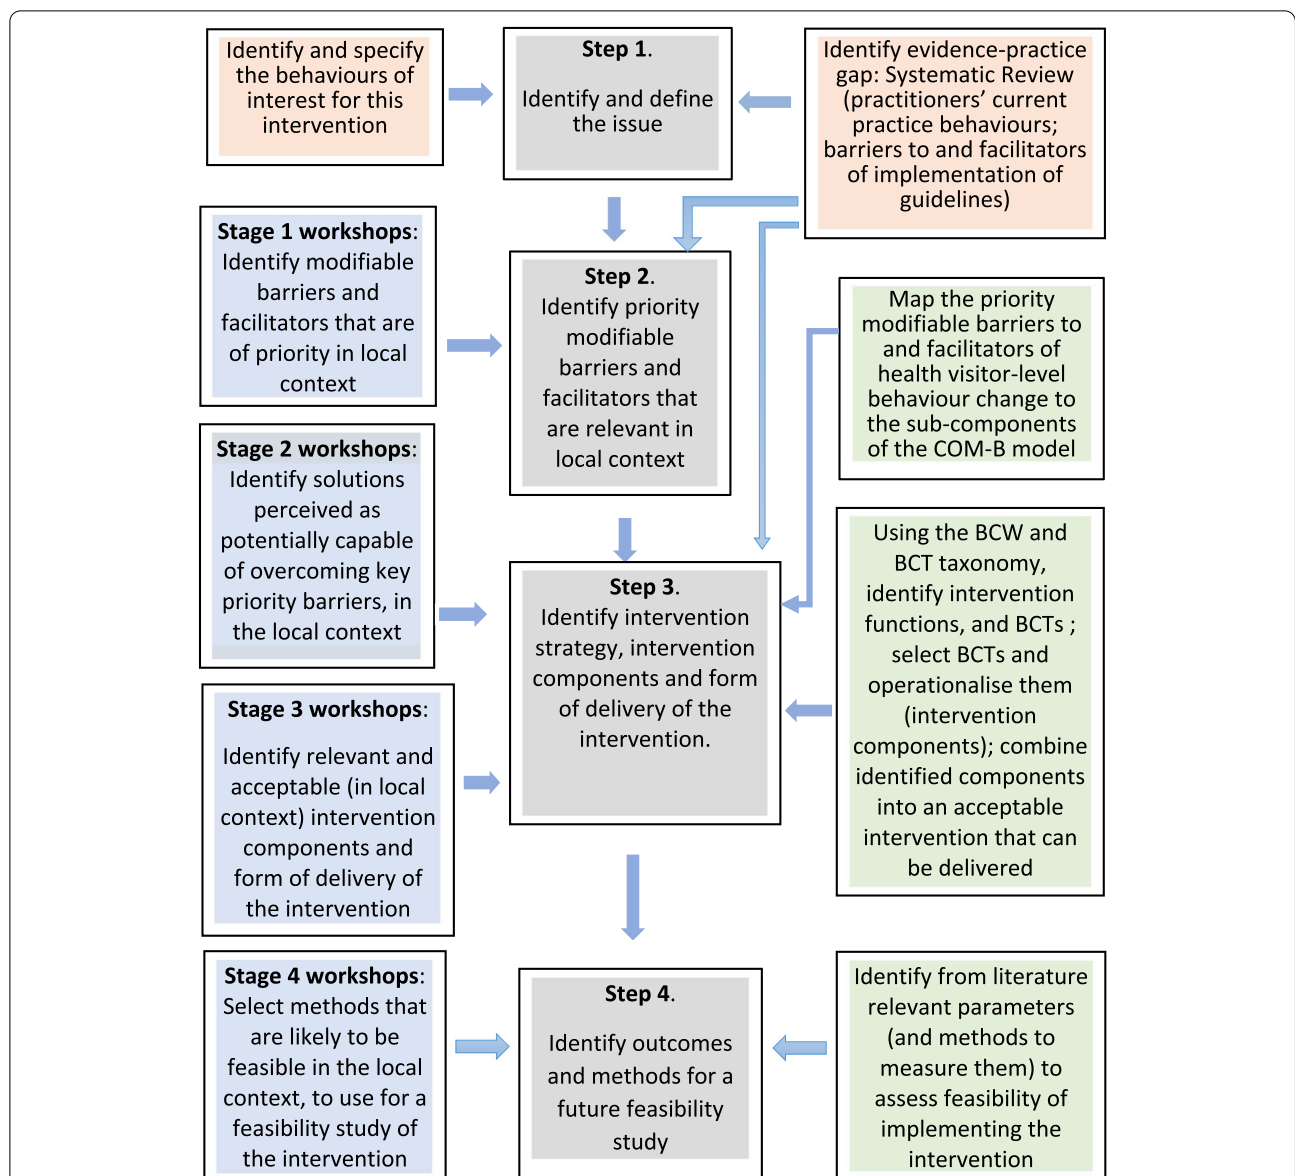 Identify and specify
the behaviours of
interest for this
intervention
Step 1.
Identify and define
the issue
Identify evidence-practice
gap: Systematic Review
(practitioners’ current
practice behaviours;
barriers to and facilitators
of implementation of
guidelines)
Stage 1 workshops:
Identify modifiable
barriers and
facilitators that are
of priority in local
context
Step 2.
Identify priority
modifiable
barriers and
facilitators that
are relevant in
local context
Map the priority
modifiable barriers to
and facilitators of
health visitor-level
behaviour change to
the sub-components
of the COM-B model
Stage 2 workshops:
Identify solutions
perceived as
potentially capable
of overcoming key
priority barriers, in
the local context
Step 3.
Identify intervention
strategy, intervention
components and form
of delivery of the
intervention.
Using the BCW and
BCT taxonomy,
identify intervention
functions, and BCTs ;
select BCTs and
operationalise them
(intervention
components); combine
identified components
into an acceptable
intervention that can
be delivered
Stage 3 workshops:
Identify relevant and
acceptable (in local
context) intervention
components and
form of delivery of
the intervention
Stage 4 workshops:
Select methods that
are likely to be
feasible in the local
context, to use for a
feasibility study of
the intervention
Step 4.
Identify outcomes
and methods for a
future feasibility
study
Identify from literature
relevant parameters
(and methods to
measure them) to
assess feasibility of
implementing the
intervention